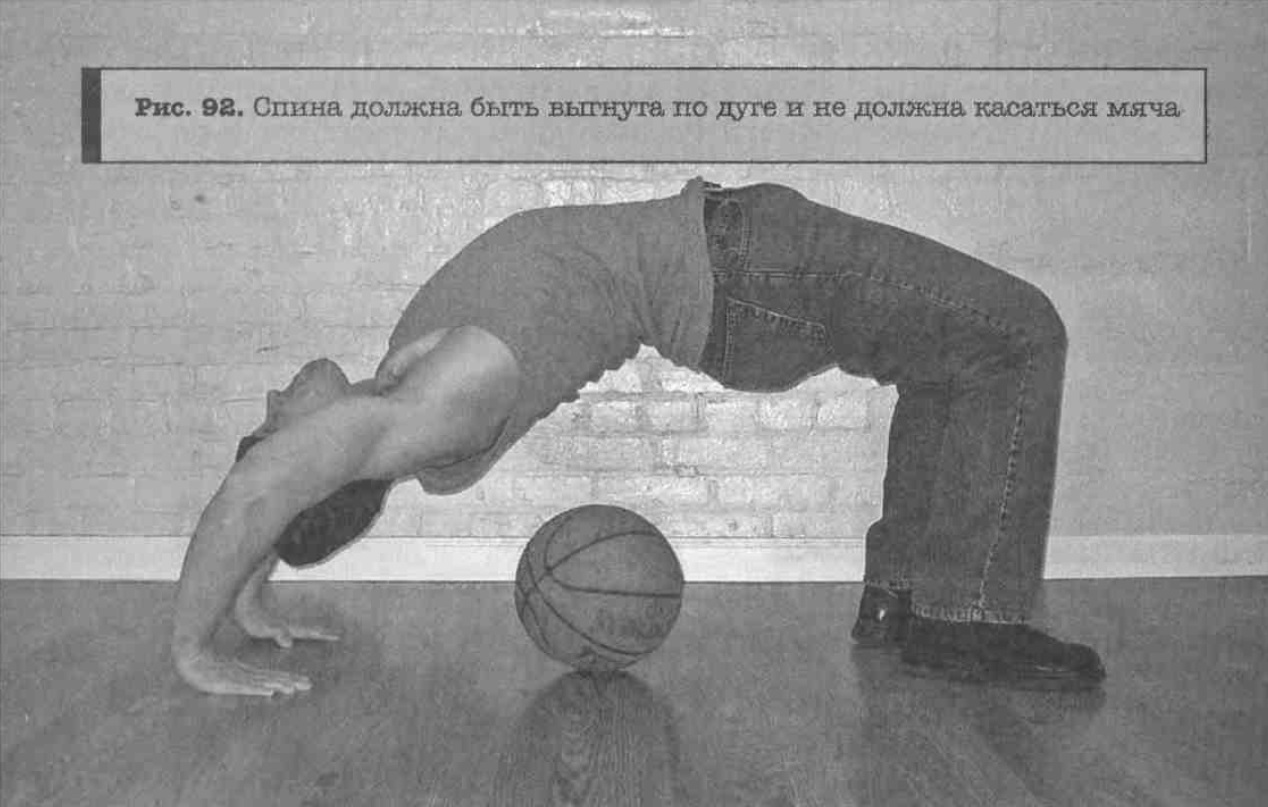 Рис. 92. Спина должна быть выгнута по дуге и не должна касаться мяча